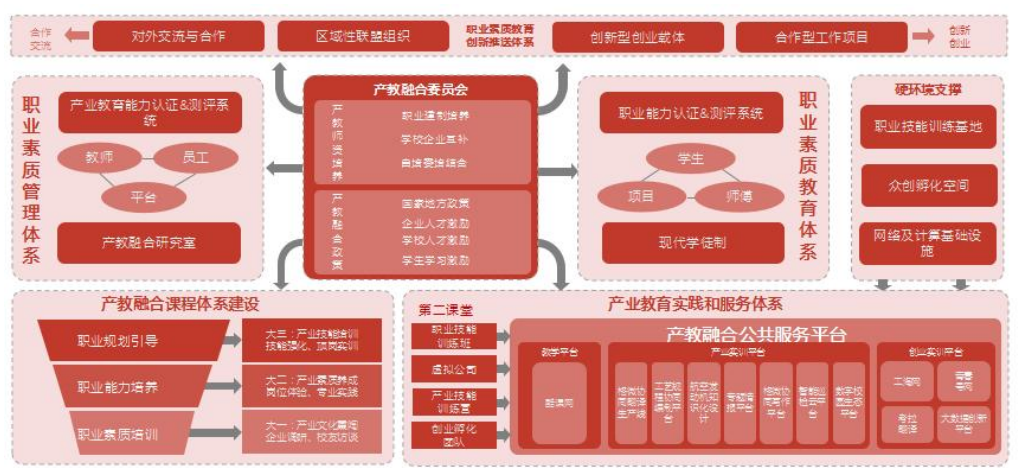 合作
交流
对外交流与合作
区域性联盟组织
职业素质教育
创新推送体系
创新型创业载体
合作型工作项目
创新
创业
职业素质管理体系
产业教育能力认证&测评系
统
教师
员工
平台
产教融合研究室
产教融合委员会
产教师资培养
职业建制培养
学校企业互补
自培委培结合
产教融合政策
国家地方政策
企业人才激励
学校人才激励
学生学习激励
职业能力认证&测评系统
学生
项目
师傅
现代学徒制
职业素质教育体系
硬环境支撑
职业技能训练基地
众创孵化空间
网络及计算基础设
施
产教融合课程体系建设
职业规划引导
大三：产业技能培训
技能强化、顶岗实训
职业能力培养
大二：产业素质养成
岗位体验、专业实践
职业素质培训
大一：产业文化熏陶
企业调研、校友访谈
第二课堂
职业技能
训练班
虚拟公司
产业技能
训练营
创业孵化
团队
产业教育实践和服务体系
产教融合公共服务平台
教学平台
产业实训平台
创业实训平台
工淘网
考拉
翻译
大数据创新
平台